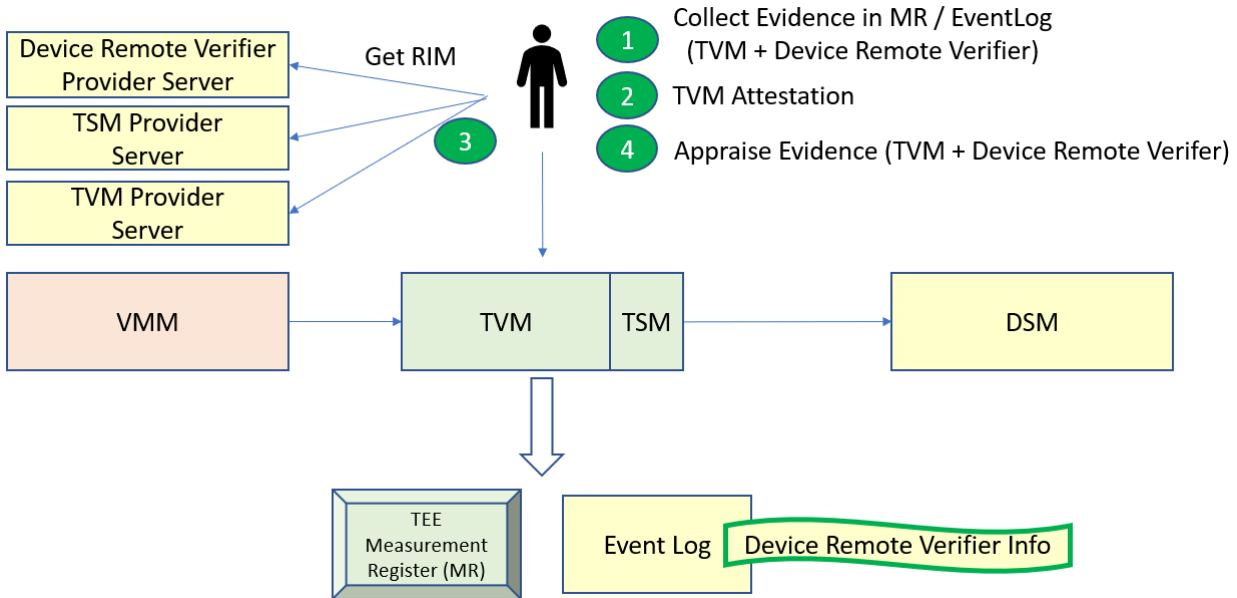 Device Remote Verifier
Provider Server
TSM Provider
Server
TVM Provider
Server
Get RIM
3
1
Collect Evidence in MR / EventLog
(TVM + Device Remote Verifier)
2
TVM Attestation
4
Appraise Evidence (TVM + Device Remote Verifer)
VMM
TVM
TSM
DSM
TEE
Measurement
Register (MR)
Event Log
Device Remote Verifier Info